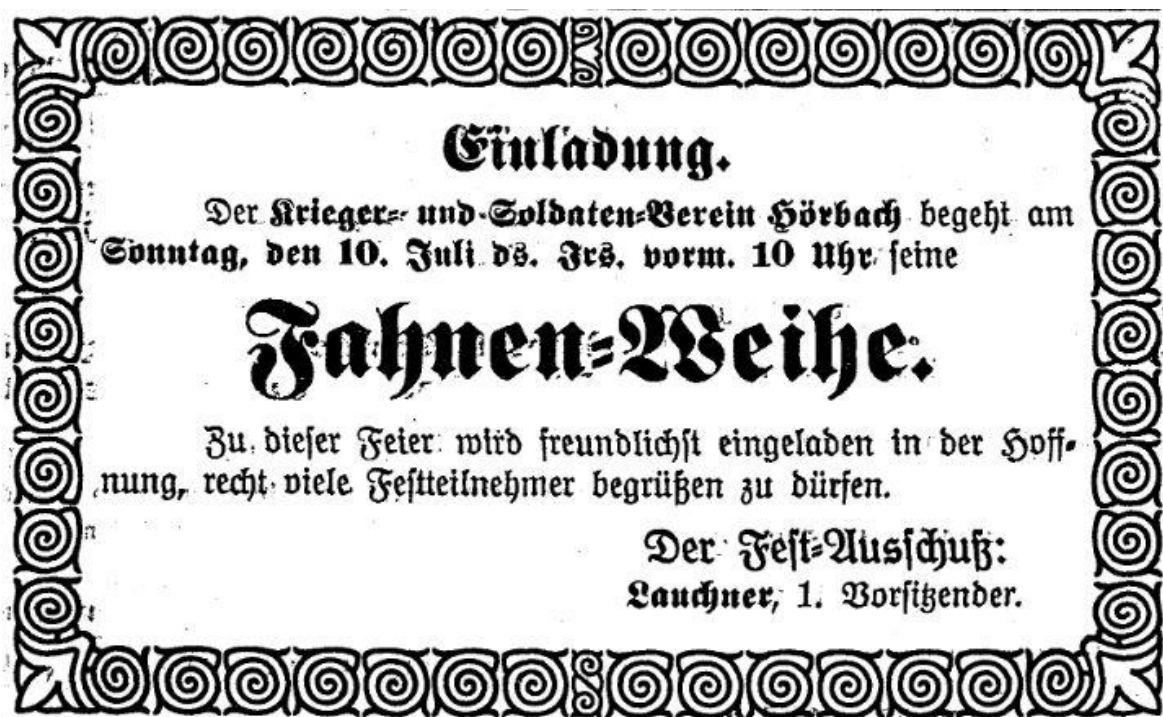 Einladung.
Der Krieger- und Soldaten-Verein Hörbach begeht am
Sonntag, den 10. Juli ds. Jrs. vorm. 10 Uhr seine
Fahnen-Weihe.
Zu dieser Feier wird freundlichst eingeladen in der Hoff-
nung, recht viele Festteilnehmer begrüßen zu dürfen.
Der Fest-Ausschuß:
Lauchner, 1. Vorsitzender.